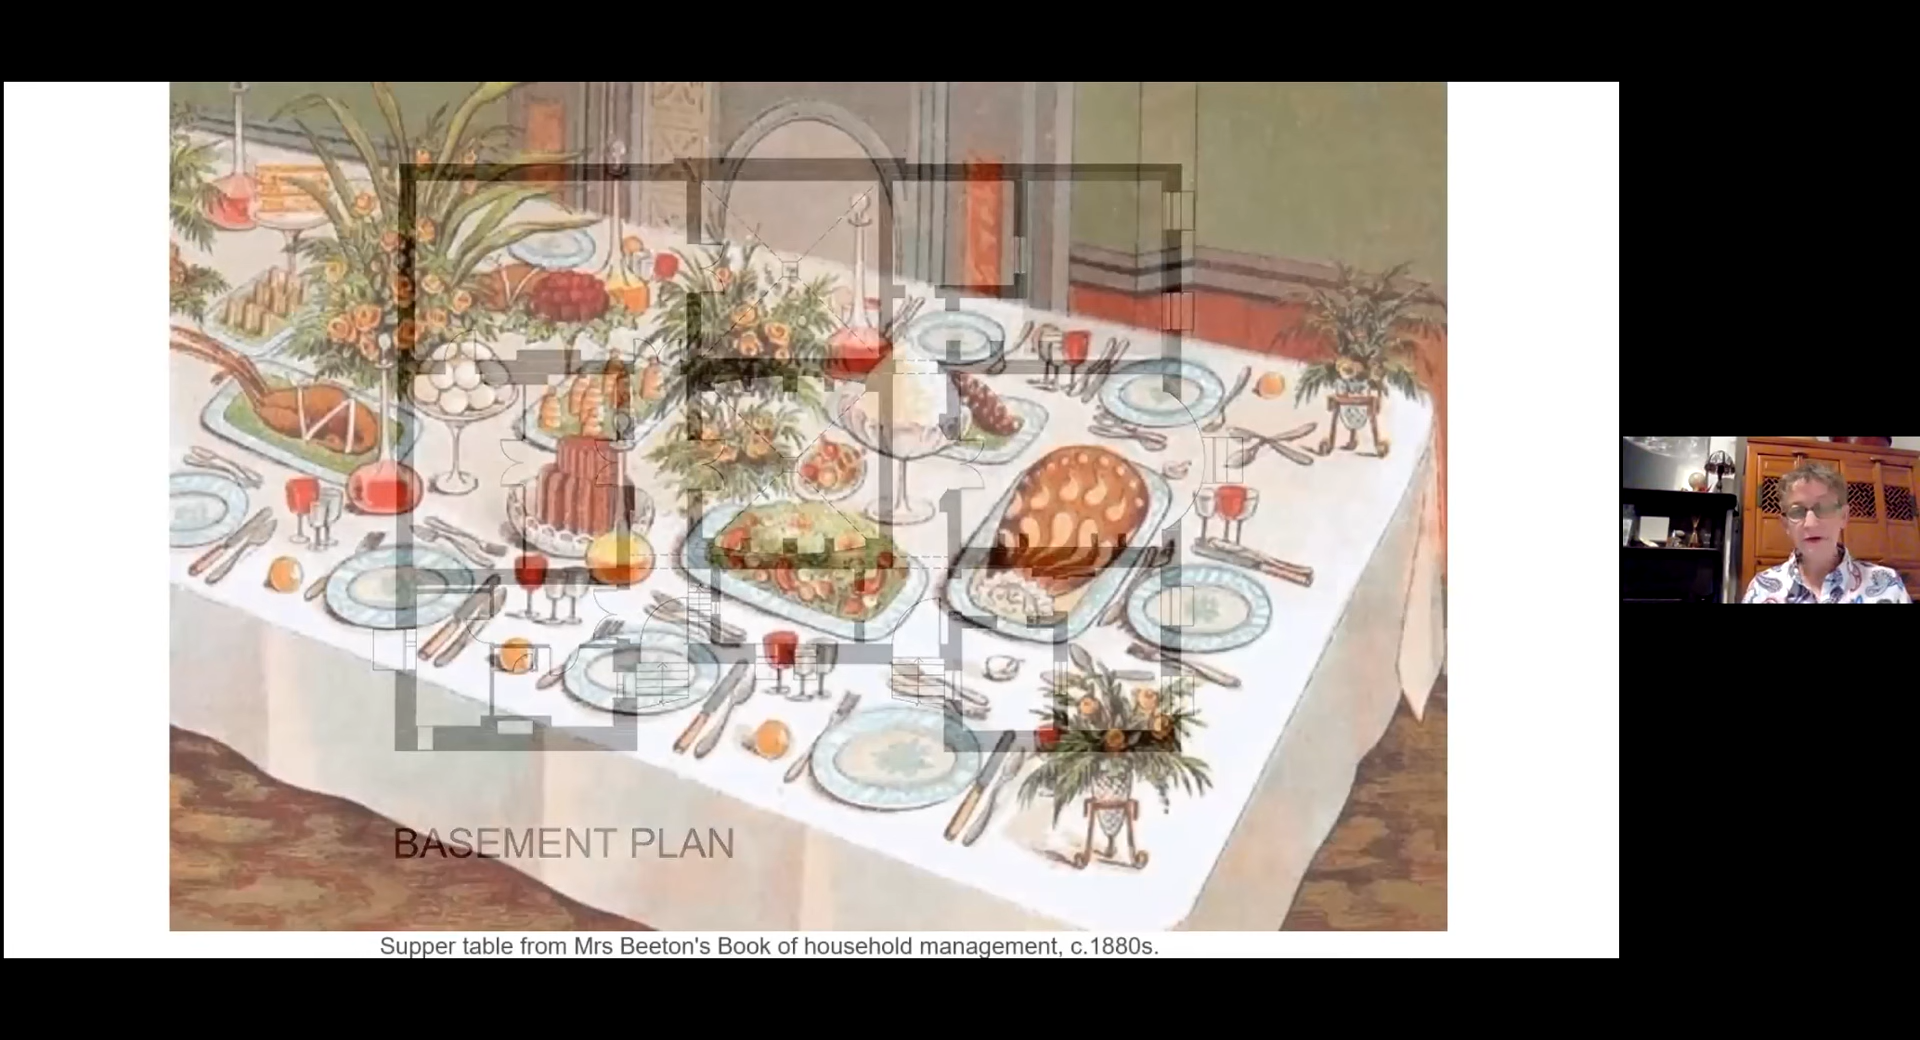 BASEMENT PLAN
Supper table from Mrs Beeton's Book of household management, c.1880s.